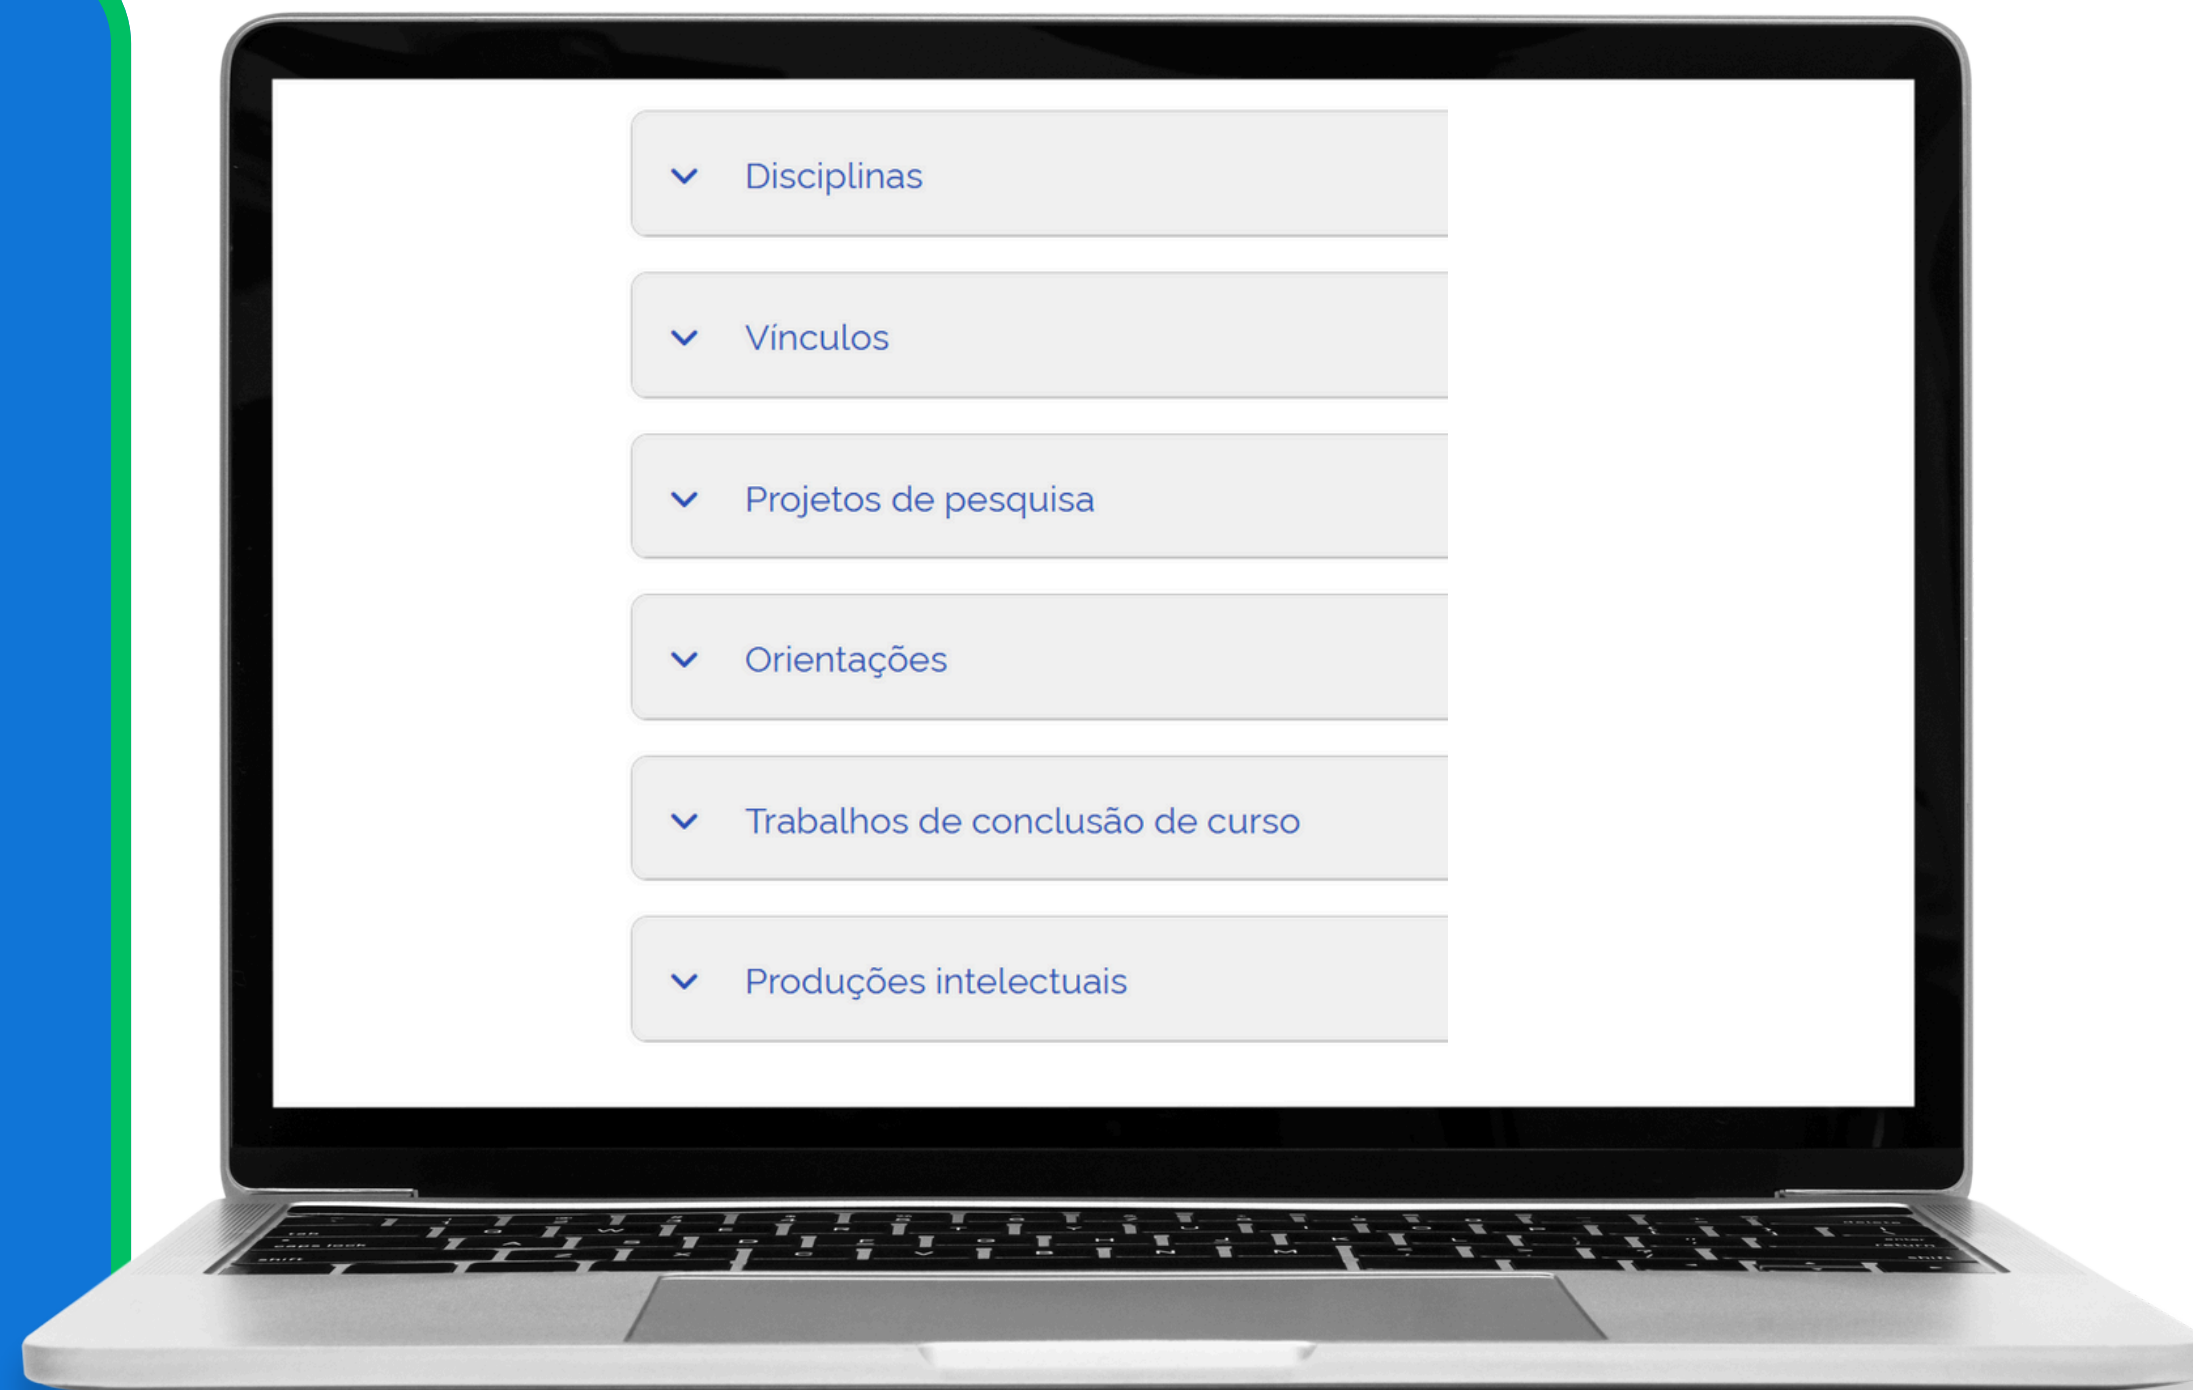 Disciplinas
Vínculos
Projetos de pesquisa
Orientações
Trabalhos de conclusão de curso
Produções intelectuais